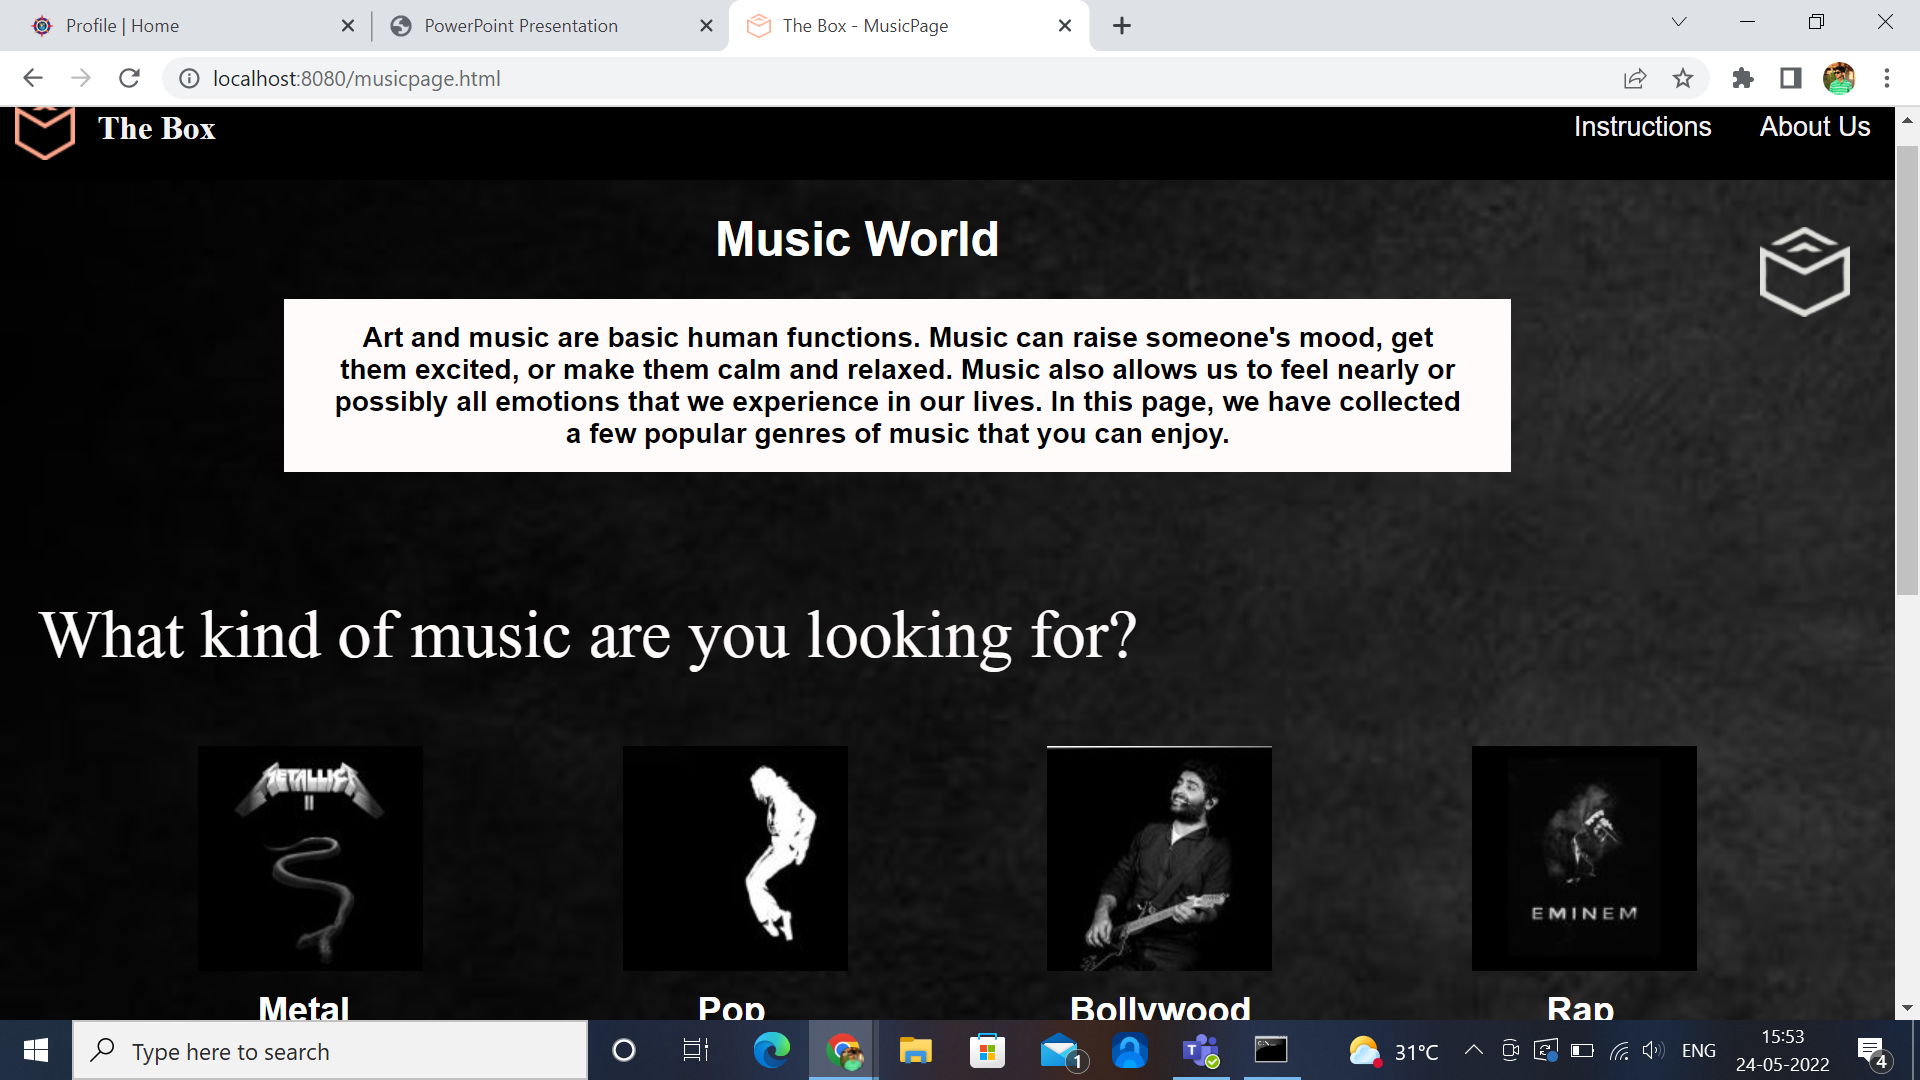 Profile | Home
PowerPoint Presentation
The Box - MusicPage
localhost:8080/musicpage.html
The Box
Instructions
About Us
Music World
Art and music are basic human functions. Music can raise someone's mood, get
them excited, or make them calm and relaxed. Music also allows us to feel nearly or
possibly all emotions that we experience in our lives. In this page, we have collected
a few popular genres of music that you can enjoy.
What kind of music are you looking for?
METALLICA
II
EMINEM
Metal
Pop
Bollywood
Rap
Type here to search
1
31°C
ENG
15:53
24-05-2022
4